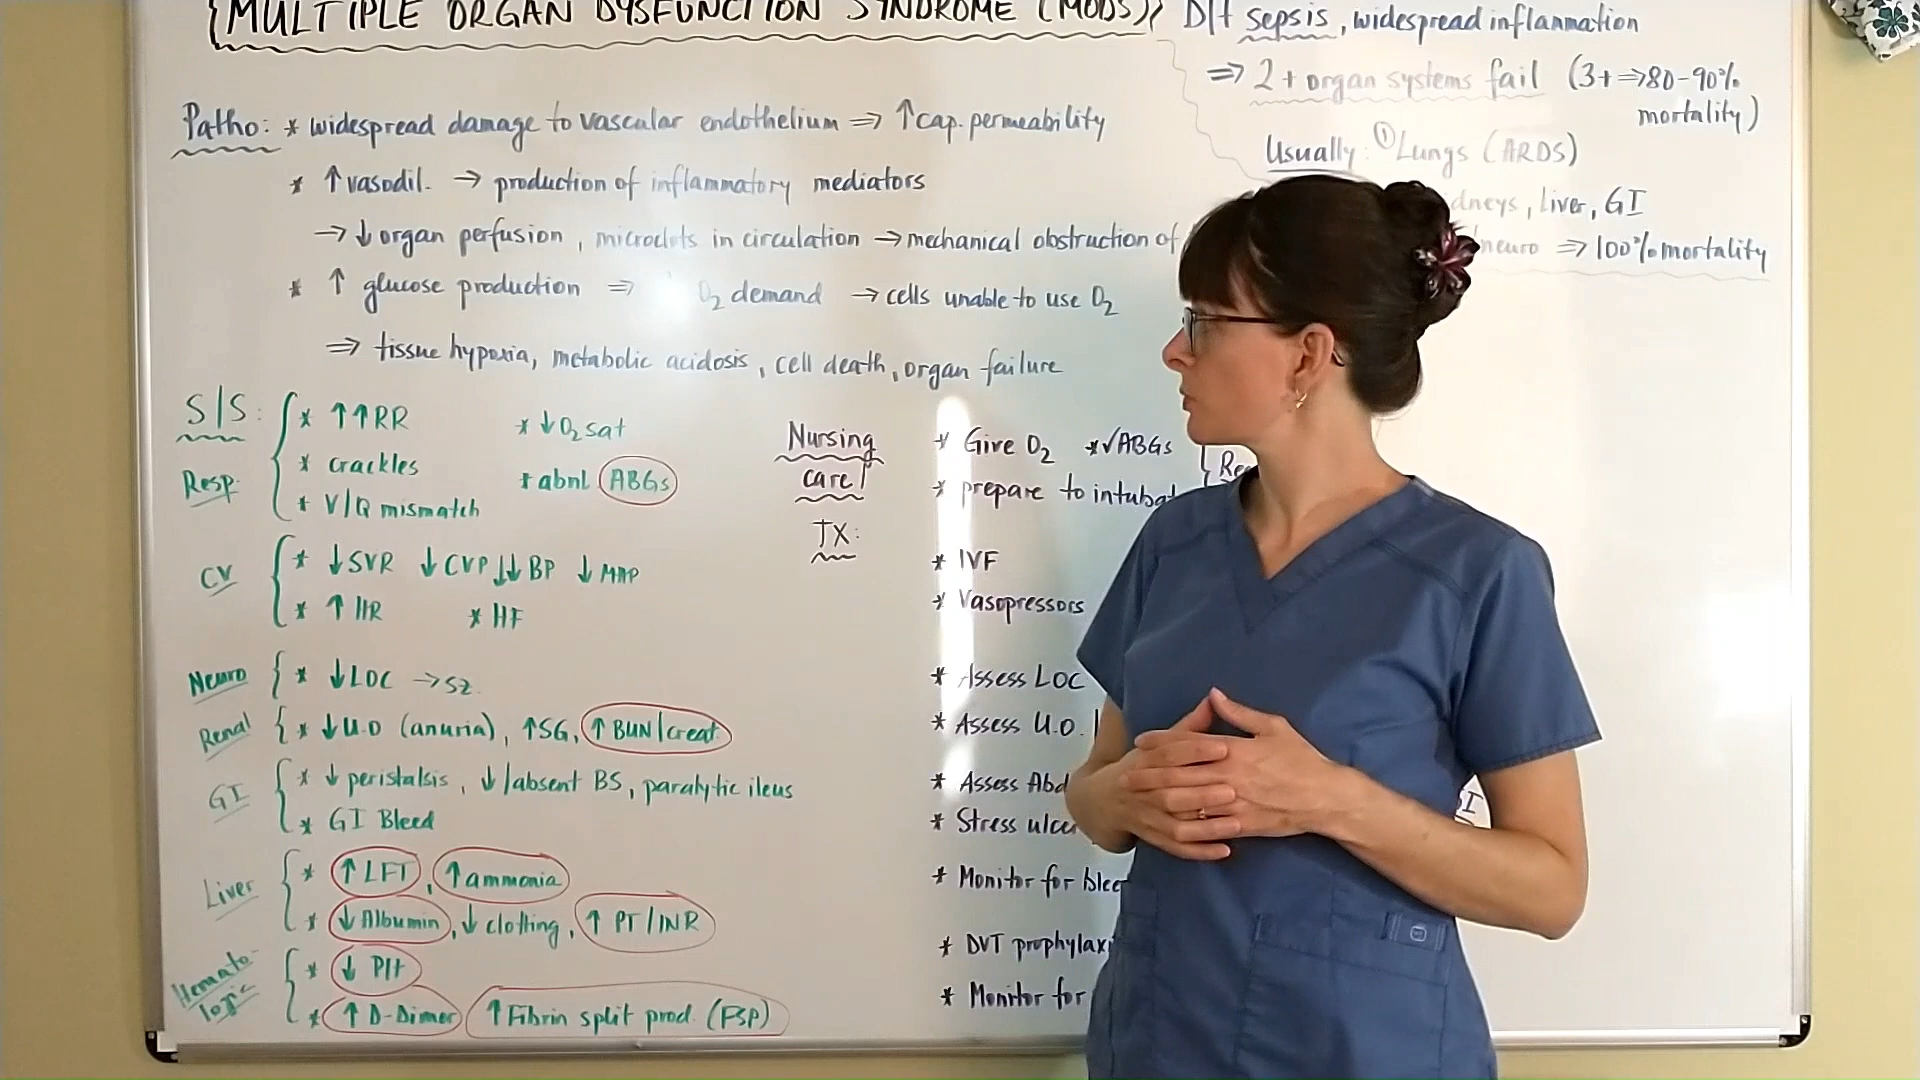 MULTIPLE ORGAN DYSFUNCTION SYNDROME (MODS)
D/t sepsis, widespread inflammation
⇒ 2+ organ systems fail (3+ ⇒ 80-90% mortality)
Usually: ① Lungs (ARDS)
dneys, Liver, GI
neuro ⇒ 100% mortality
Patho: * widespread damage to vascular endothelium ⇒ ↑ cap. permeability
* ↑ vasodil. → production of inflammatory mediators
→ ↓ organ perfusion, microclots in circulation → mechanical obstruction of
* ↑ glucose production ⇒ O2 demand → cells unable to use O2
⇒ tissue hypoxia, metabolic acidosis, cell death, organ failure
S/S:
Resp.
* ↑↑RR * ↓O2 sat
* crackles * abnl ABGs
* V/Q mismatch
CV
* ↓SVR ↓CVP ↓↓BP ↓MAP
* ↑HR * HF
Neuro { * ↓LOC → sz.
Renal { * ↓U.O (anuria), ↑SG, ↑BUN/creat.
GI
* ↓ peristalsis, ↓/absent BS, paralytic ileus
* GI Bleed
Liver
* ↑LFT, ↑ammonia
* ↓Albumin, ↓clotting, ↑PT/INR
Hemato-
logic
* ↓ Plt
* ↑ D-Dimer ↑Fibrin split prod. (FSP)
Nursing
care/
TX:
* Give O2 *✓ABGs
* prepare to intubat
* IVF
* Vasopressors
* Assess LOC
* Assess U.O.
* Assess Abd
* Stress ulce
* Monitor for blee
* DVT prophylaxi
* Monitor for